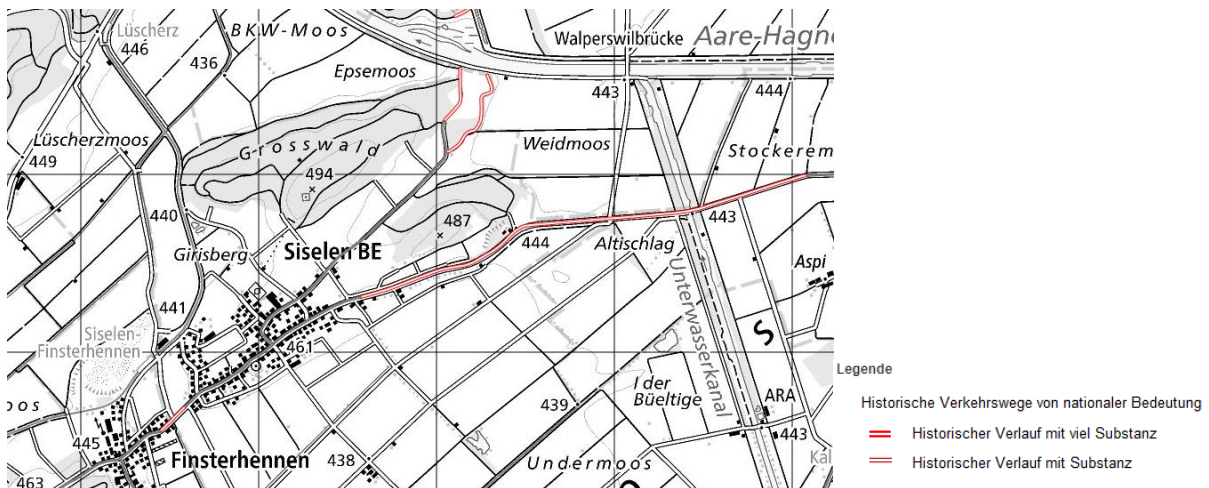 Lüscherz
446
BKW-Moos
436
Walperswilbrücke
Aare-Hagne
Epsemoos
443
444
Lüscherzmoos
449
Grosswald
494
Weidmoos
Stockerem
440
487
443
444
Girisberg
Siselen BE
Altischlag
Aspi
441
Unterwasserkanal
Siselen-
Finsterhennen
461
S
I der
Büeltige
ARA
oos
439
445
443
Finsterhennen
438
Undermoos
Kal
463
Legende
Historische Verkehrswege von nationaler Bedeutung
Historischer Verlauf mit viel Substanz
Historischer Verlauf mit Substanz